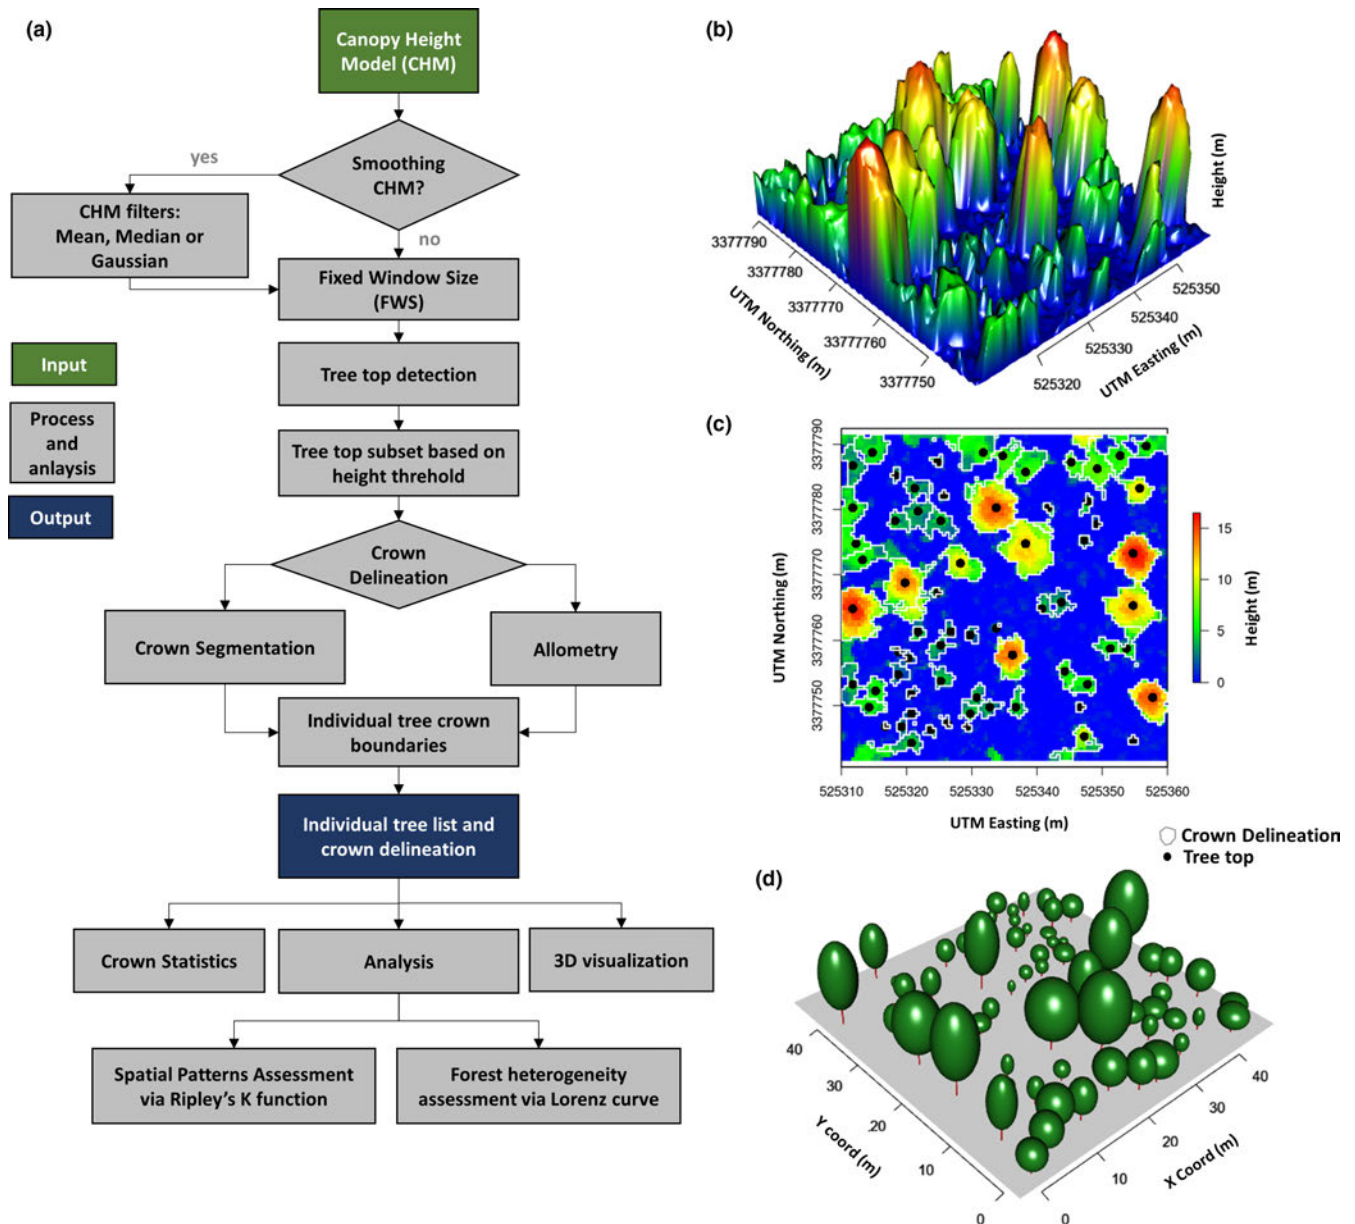 (a)
Canopy Height
Model (CHM)
Smoothing
CHM?
yes
no
CHM filters:
Mean, Median or
Gaussian
Fixed Window Size
(FWS)
Input
Process
and
anlaysis
Output
Tree top detection
Tree top subset based on
height threhold
Crown
Delineation
Crown Segmentation
Allometry
Individual tree crown
boundaries
Individual tree list and
crown delineation
Crown Statistics
Analysis
3D visualization
Spatial Patterns Assessment
via Ripley's K function
Forest heterogeneity
assessment via Lorenz curve
(b)
Height (m)
3377790
3377780
3377770
33777760
3377750
UTM Northing (m)
525350
525340
525330
525320
UTM Easting (m)
(c)
3377790
3377780
3377770
3377760
3377750
UTM Northing (m)
525310
525320
525330
525340
525350
525360
UTM Easting (m)
15
10
5
0
Height (m)
Crown Delineation
Tree top
(d)
40
30
20
10
0
Y coord (m)
40
30
20
10
0
X Coord (m)